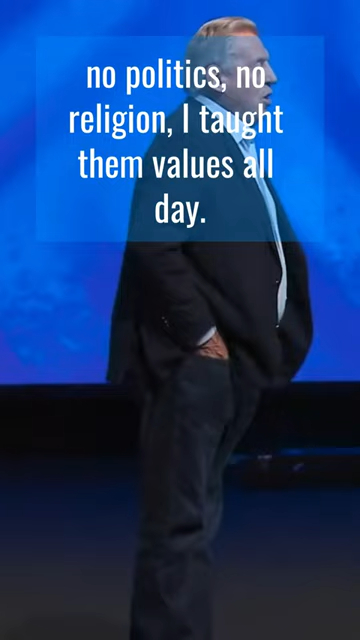 no politics, no
religion, I taught
them values all
day.